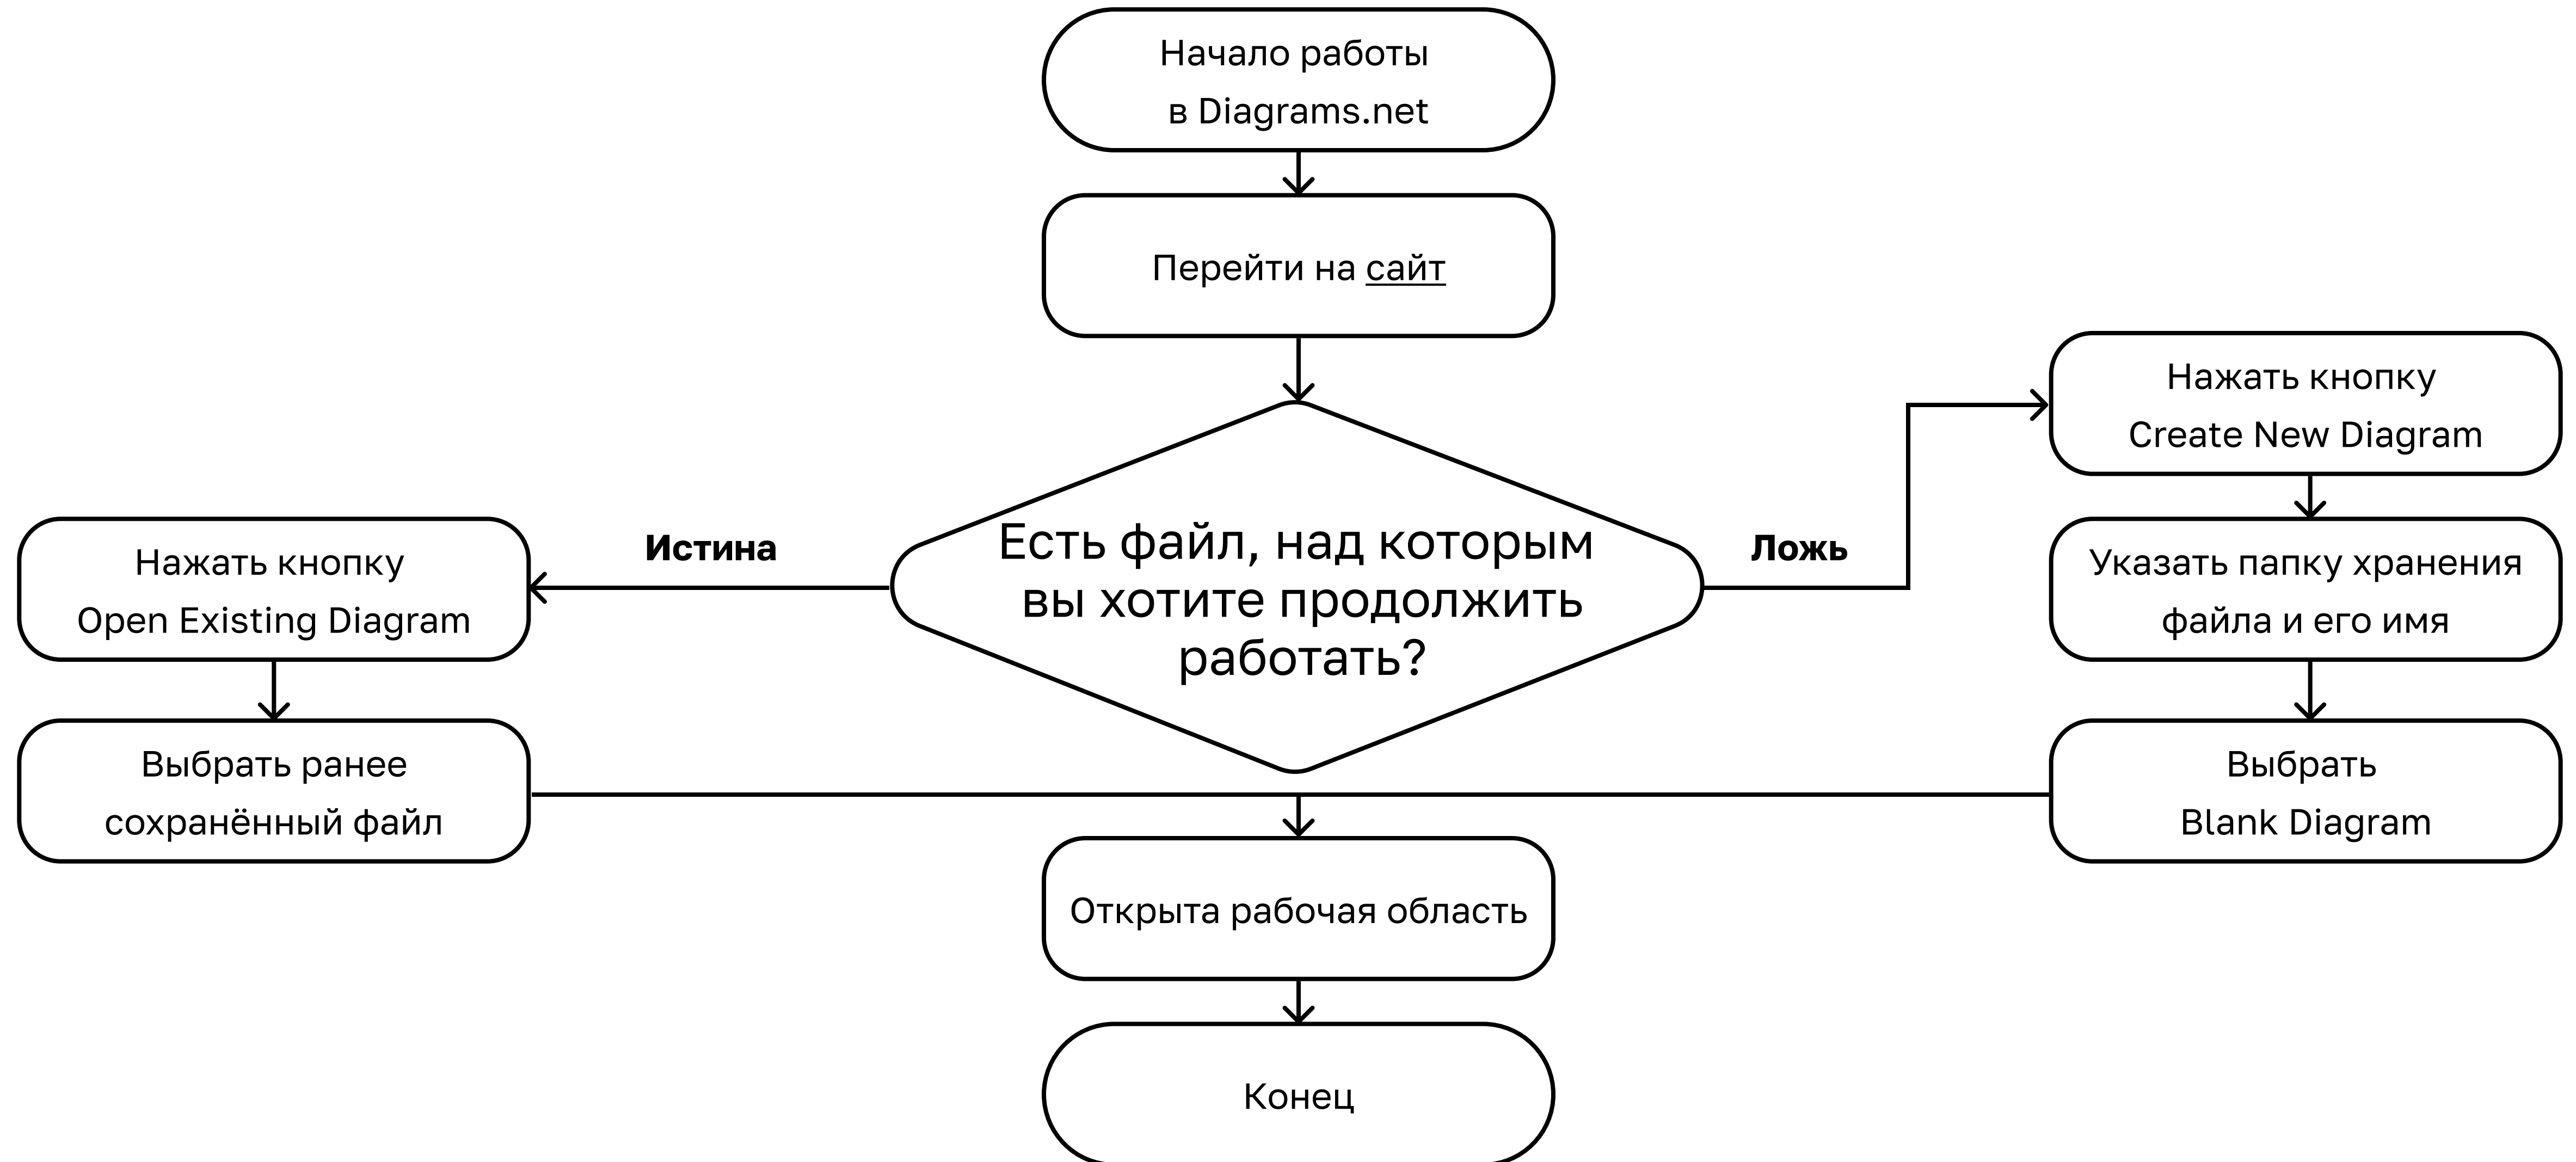 Начало работы
в Diagrams.net
Перейти на сайт
Есть файл, над которым
вы хотите продолжить
работать?
Истина
Нажать кнопку
Open Existing Diagram
Выбрать ранее
сохранённый файл
Ложь
Нажать кнопку
Create New Diagram
Указать папку хранения
файла и его имя
Выбрать
Blank Diagram
Открыта рабочая область
Конец